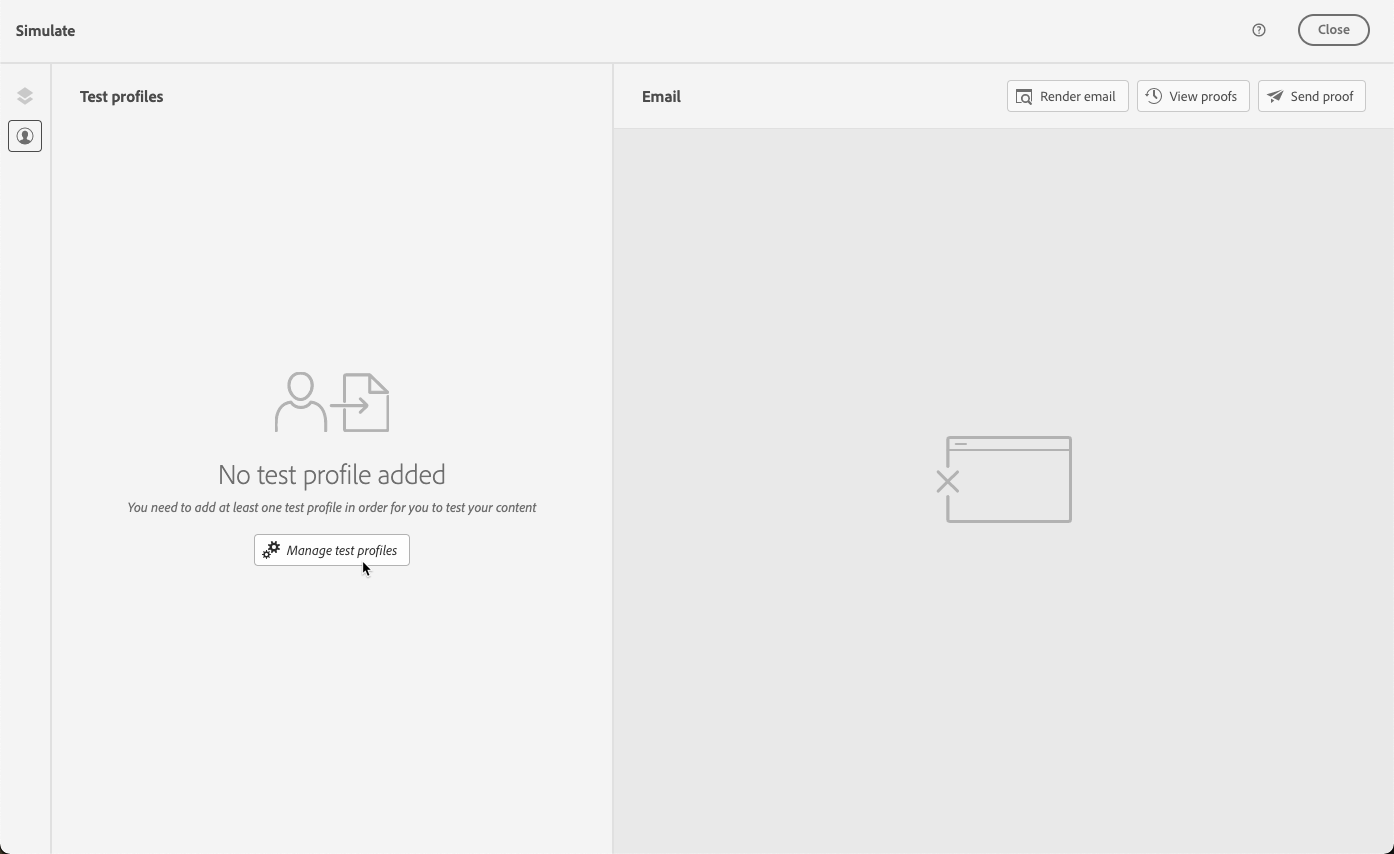 Simulate
Close
Test profiles
Email
Render email
View proofs
Send proof
No test profile added
You need to add at least one test profile in order for you to test your content
Manage test profiles